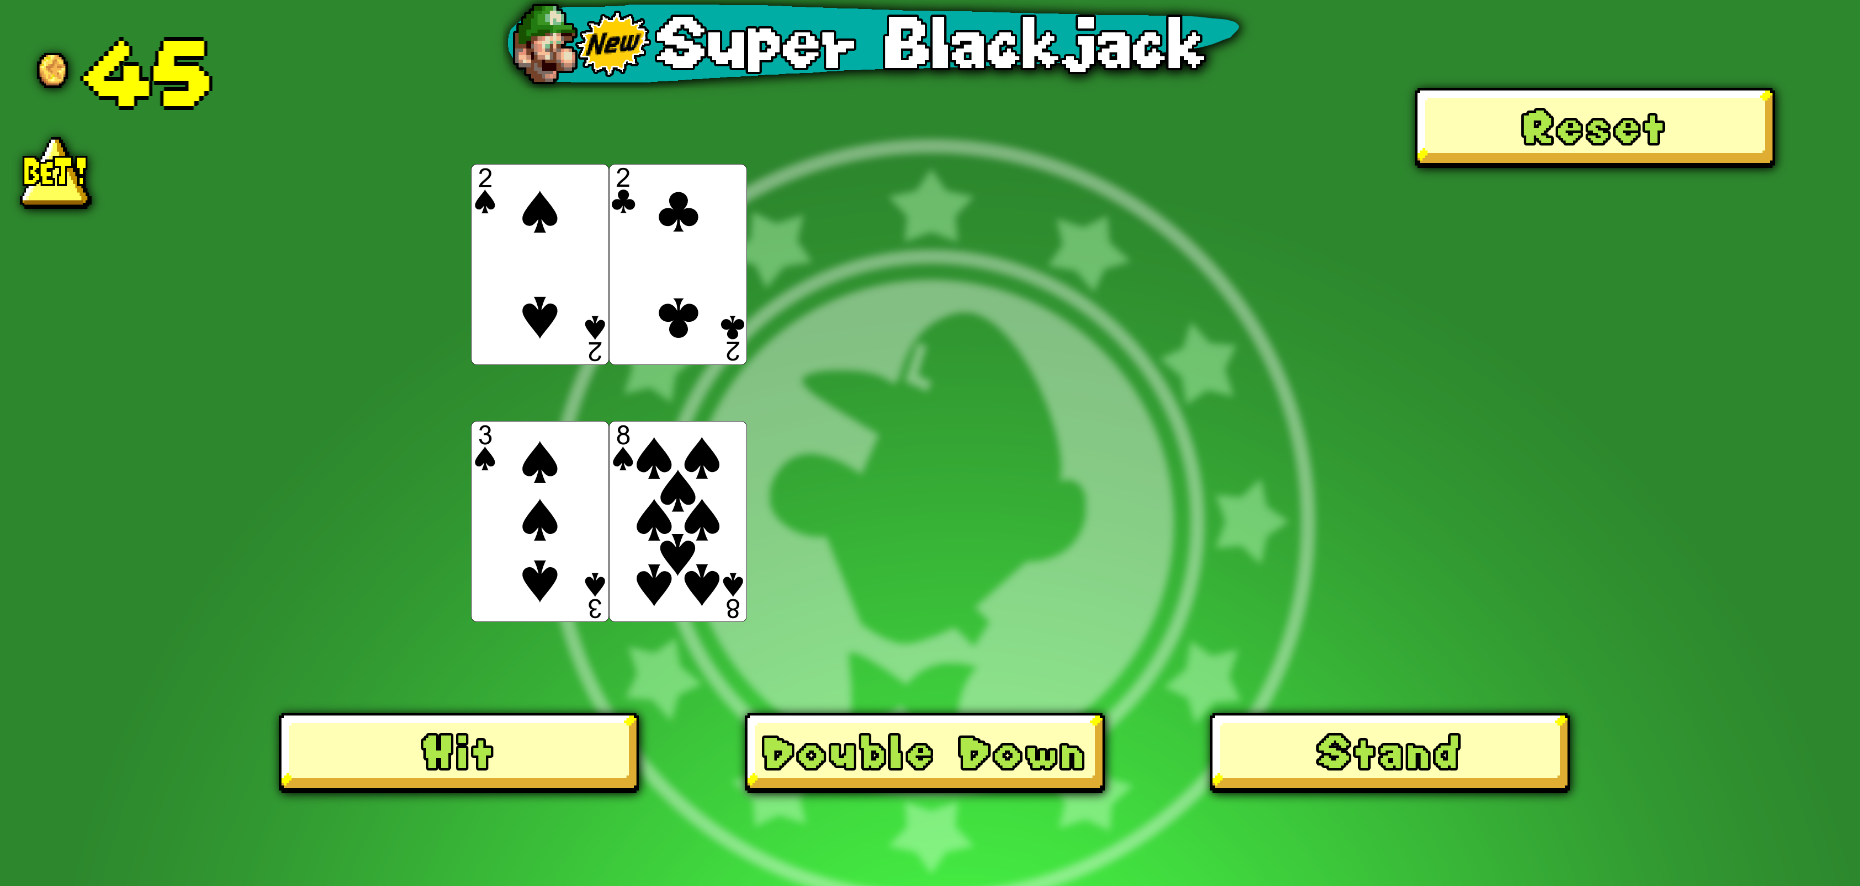 45
New Super Blackjack
BET!
Reset
2 2
2 2
3 8
3 8
L
Hit
Double Down
Stand